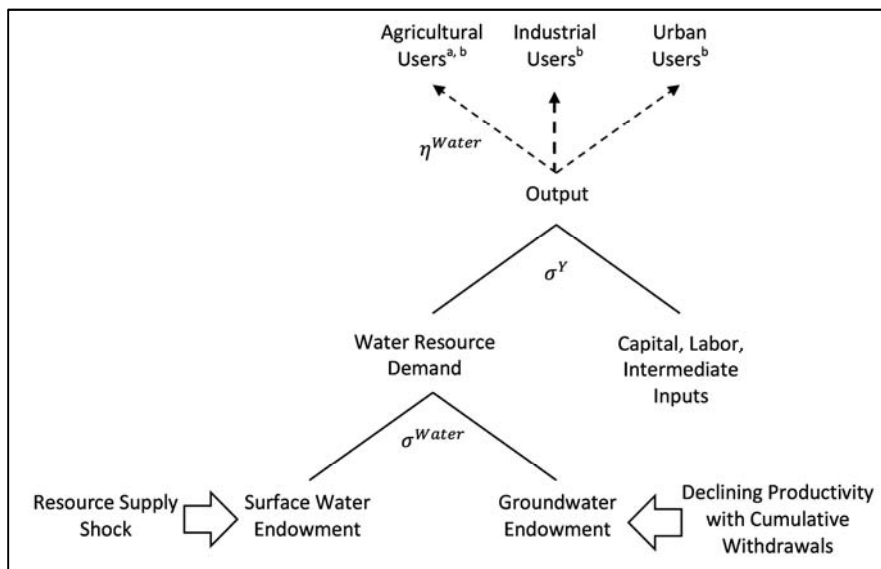 Agricultural
Users^a, b
Industrial
Users^b
Urban
Users^b
η^Water
Output
σ^Y
Water Resource
Demand
Capital, Labor,
Intermediate
Inputs
σ^Water
Resource Supply
Shock
Surface Water
Endowment
Groundwater
Endowment
Declining Productivity
with Cumulative
Withdrawals